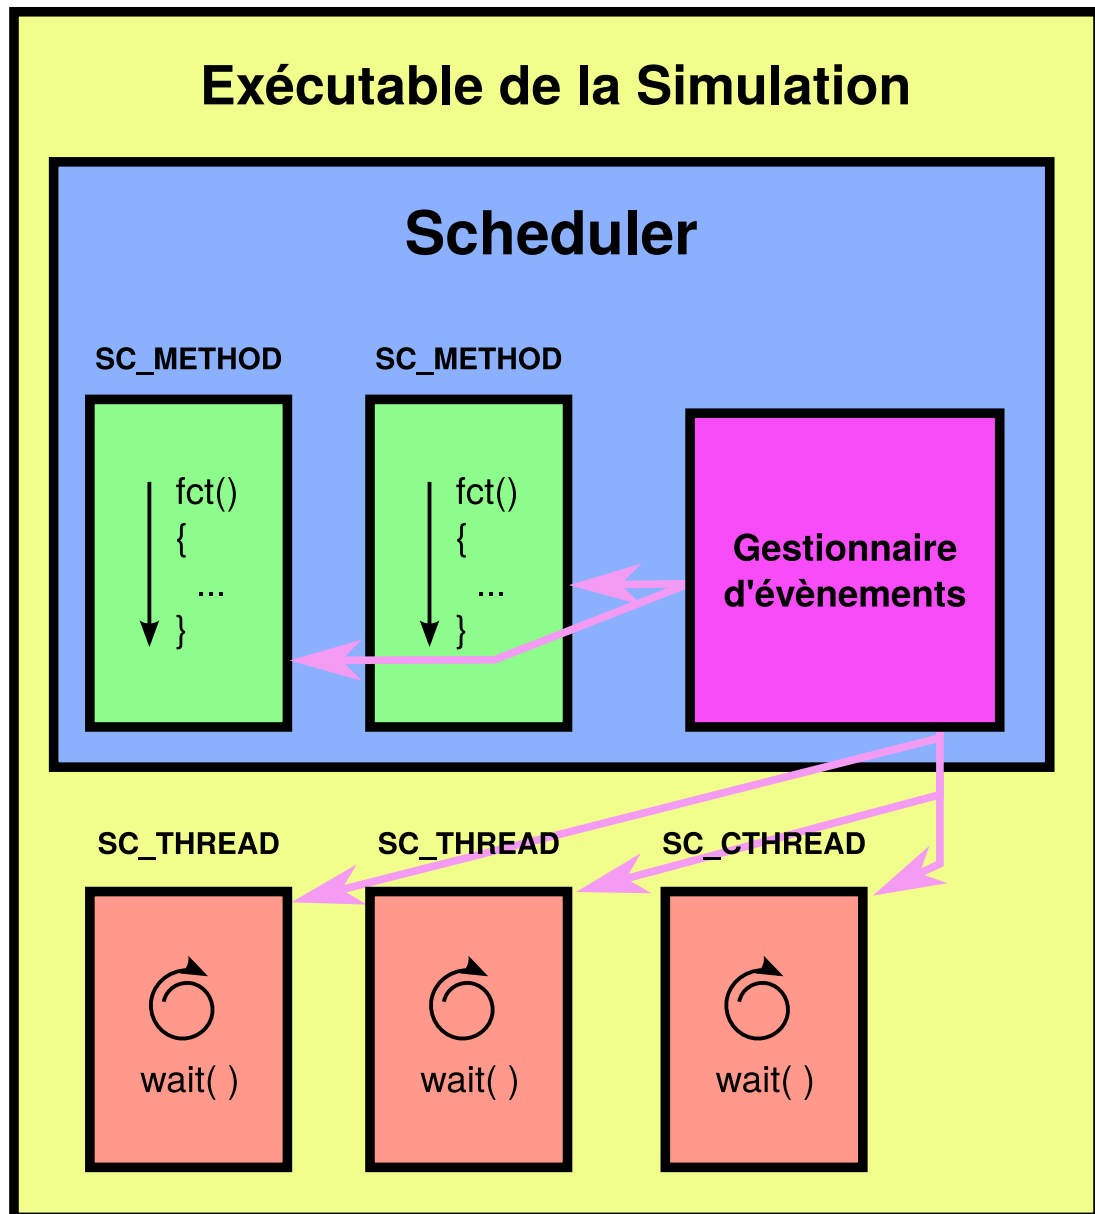 Exécutable de la Simulation
Scheduler
SC_METHOD
SC_METHOD
fct()
{
...
}
fct()
{
...
}
Gestionnaire
d'évènements
SC_THREAD
SC_THREAD
SC_CTHREAD
wait( )
wait( )
wait( )